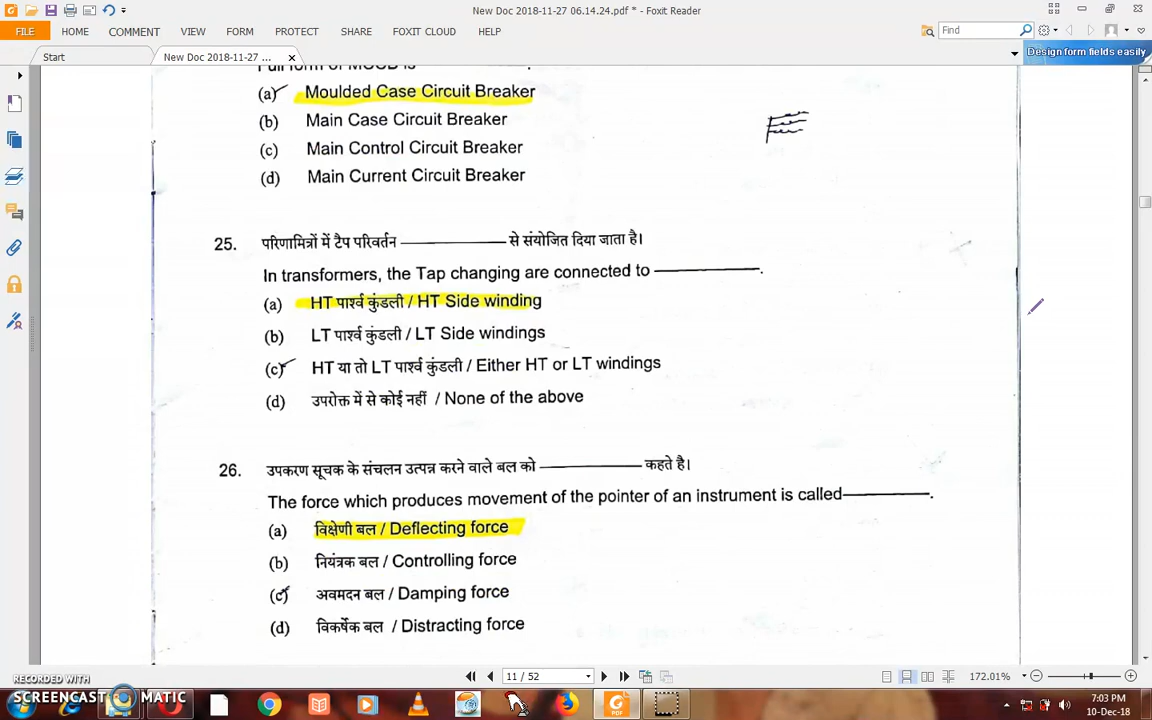 New Doc 2018-11-27 06.14.24.pdf * - Foxit Reader
FILE HOME COMMENT VIEW FORM PROTECT SHARE FOXIT CLOUD HELP Find
Start New Doc 2018-11-27 ... Design form fields easily
(a) Moulded Case Circuit Breaker
(b) Main Case Circuit Breaker
(c) Main Control Circuit Breaker
(d) Main Current Circuit Breaker
25. परिणामित्रों में टैप परिवर्तन __________ से संयोजित दिया जाता है।
In transformers, the Tap changing are connected to __________.
(a) HT पार्श्व कुंडली / HT Side winding
(b) LT पार्श्व कुंडली / LT Side windings
(c) HT या तो LT पार्श्व कुंडली / Either HT or LT windings
(d) उपरोक्त में से कोई नहीं / None of the above
26. उपकरण सूचक के संचलन उत्पन्न करने वाले बल को __________ कहते है।
The force which produces movement of the pointer of an instrument is called __________.
(a) विक्षेणी बल / Deflecting force
(b) नियंत्रक बल / Controlling force
(c) अवमदन बल / Damping force
(d) विकर्षेक बल / Distracting force
11 / 52 172.01%
RECORDED WITH
SCREENCAST MATIC
7:03 PM
10-Dec-18